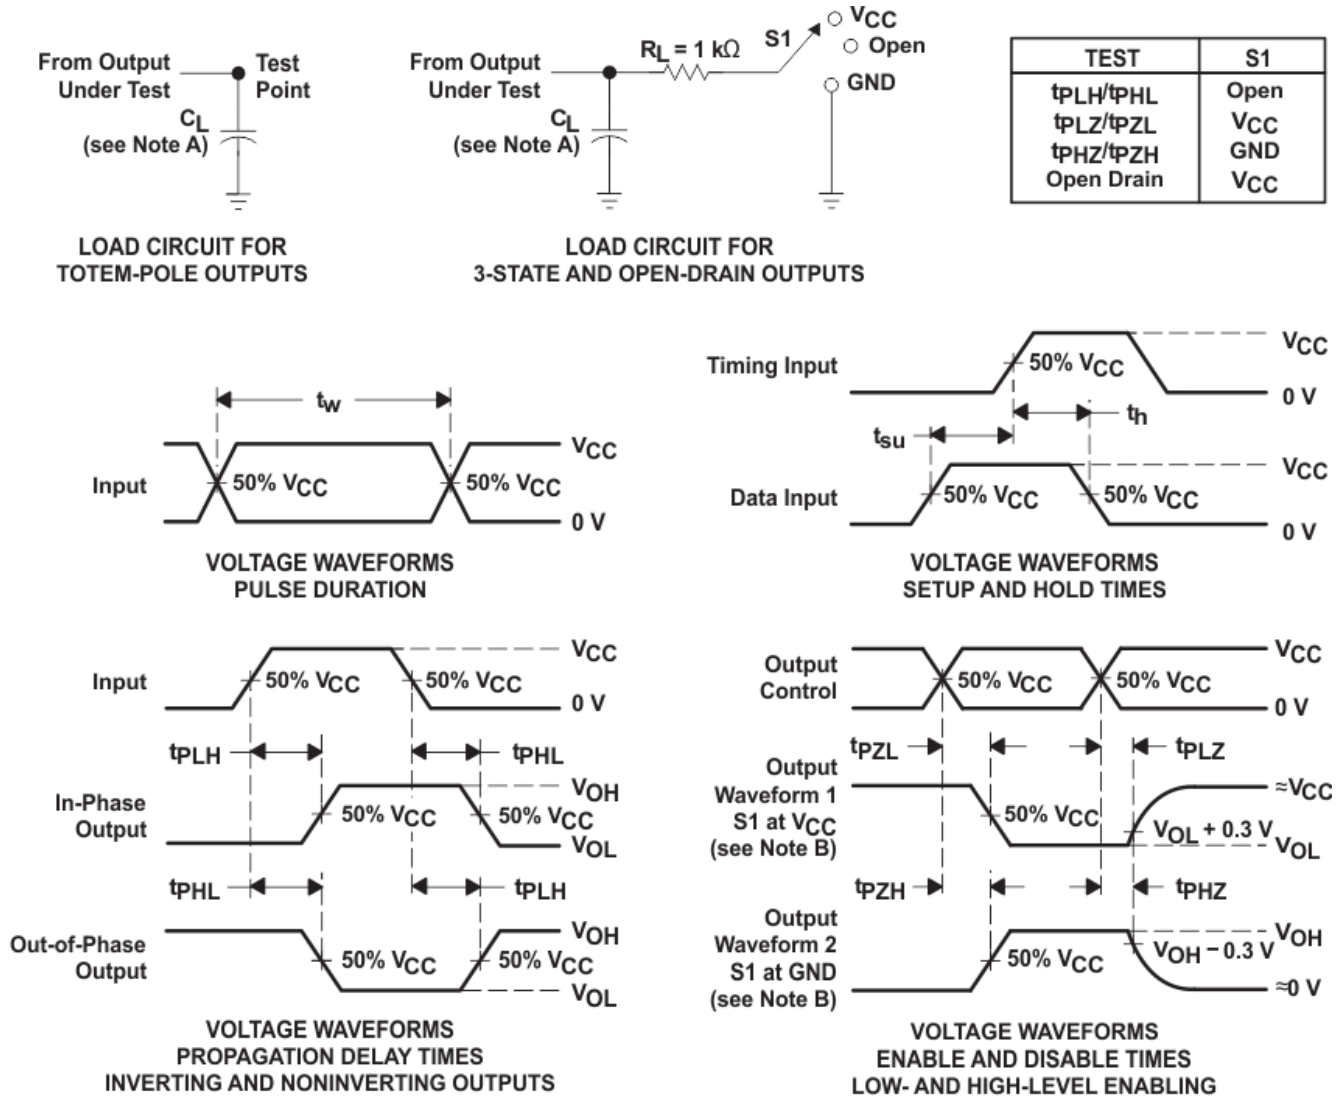 From Output
Under Test
Test
Point
CL
(see Note A)
LOAD CIRCUIT FOR
TOTEM-POLE OUTPUTS
From Output
Under Test
RL = 1 kΩ
S1
VCC
Open
GND
CL
(see Note A)
LOAD CIRCUIT FOR
3-STATE AND OPEN-DRAIN OUTPUTS
TEST S1
tPLH/tPHL Open
tPLZ/tPZL VCC
tPHZ/tPZH GND
Open Drain VCC
tw
Input
50% VCC
50% VCC
VCC
0 V
VOLTAGE WAVEFORMS
PULSE DURATION
Timing Input
50% VCC
VCC
0 V
tsu
th
Data Input
50% VCC
50% VCC
VCC
0 V
VOLTAGE WAVEFORMS
SETUP AND HOLD TIMES
Input
50% VCC
50% VCC
VCC
0 V
tPLH
tPHL
In-Phase
Output
50% VCC
50% VCC
VOH
VOL
tPHL
tPLH
Out-of-Phase
Output
50% VCC
50% VCC
VOH
VOL
VOLTAGE WAVEFORMS
PROPAGATION DELAY TIMES
INVERTING AND NONINVERTING OUTPUTS
Output
Control
50% VCC
50% VCC
VCC
0 V
tPZL
tPLZ
Output
Waveform 1
S1 at VCC
(see Note B)
50% VCC
VOL + 0.3 V
≈VCC
VOL
tPZH
tPHZ
Output
Waveform 2
S1 at GND
(see Note B)
50% VCC
VOH − 0.3 V
VOH
≈0 V
VOLTAGE WAVEFORMS
ENABLE AND DISABLE TIMES
LOW- AND HIGH-LEVEL ENABLING